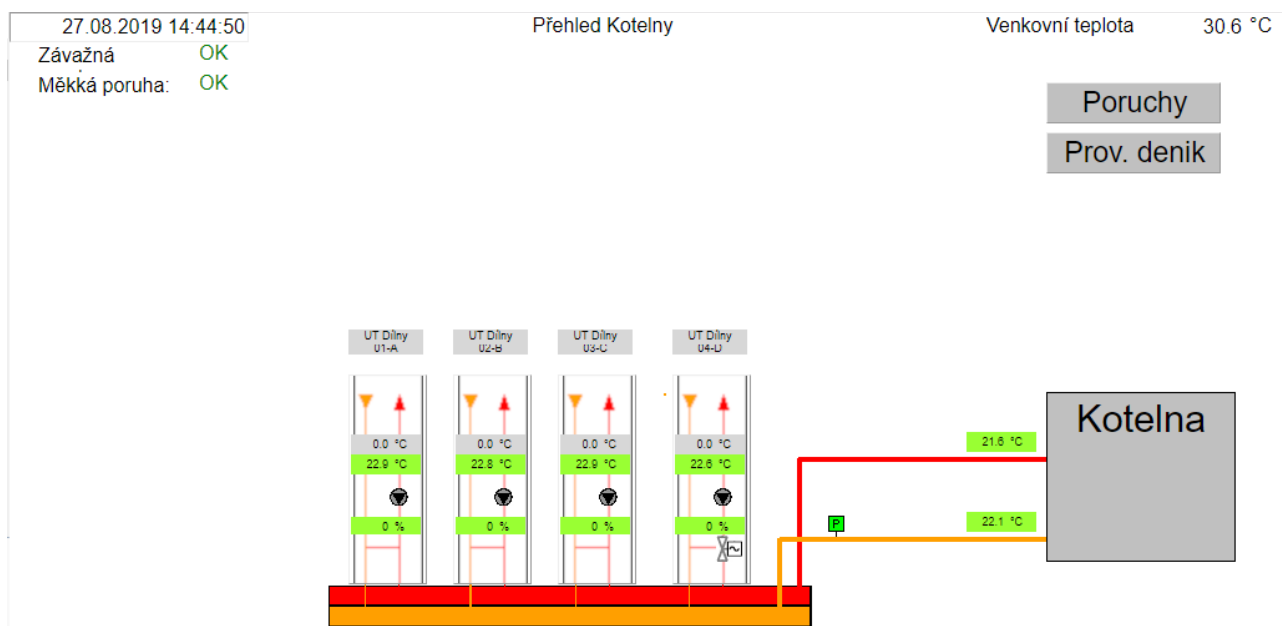 27.08.2019 14:44:50
Přehled Kotelny
Venkovní teplota 30.6 °C
Závažná OK
Měkká poruha: OK
Poruchy
Prov. denik
UT Dílny
01-A
UT Dílny
02-B
UT Dílny
03-C
UT Dílny
04-D
Kotelna
0.0 °C
0.0 °C
0.0 °C
0.0 °C
21.6 °C
22.9 °C
22.8 °C
22.9 °C
22.6 °C
0 %
0 %
0 %
0 %
P
22.1 °C